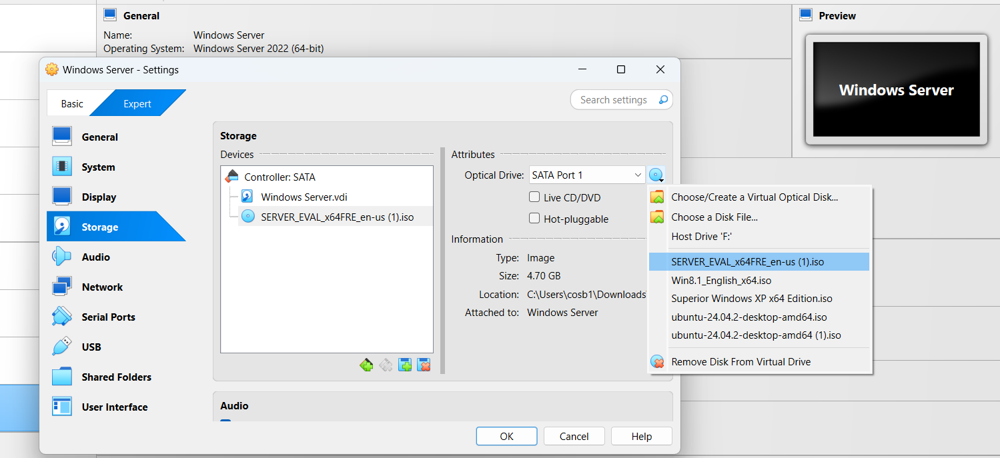 General
Name: Windows Server
Operating System: Windows Server 2022 (64-bit)
Preview
Windows Server
Windows Server - Settings
Basic
Expert
Search settings
General
System
Display
Storage
Audio
Network
Serial Ports
USB
Shared Folders
User Interface
Storage
Devices
Controller: SATA
Windows Server.vdi
SERVER_EVAL_x64FRE_en-us (1).iso
Attributes
Optical Drive: SATA Port 1
Live CD/DVD
Hot-pluggable
Information
Type: Image
Size: 4.70 GB
Location: C:\Users\cosb1\Downloads\
Attached to: Windows Server
Choose/Create a Virtual Optical Disk...
Choose a Disk File...
Host Drive 'F:'
SERVER_EVAL_x64FRE_en-us (1).iso
Win8.1_English_x64.iso
Superior Windows XP x64 Edition.iso
ubuntu-24.04.2-desktop-amd64.iso
ubuntu-24.04.2-desktop-amd64 (1).iso
Remove Disk From Virtual Drive
Audio
OK
Cancel
Help